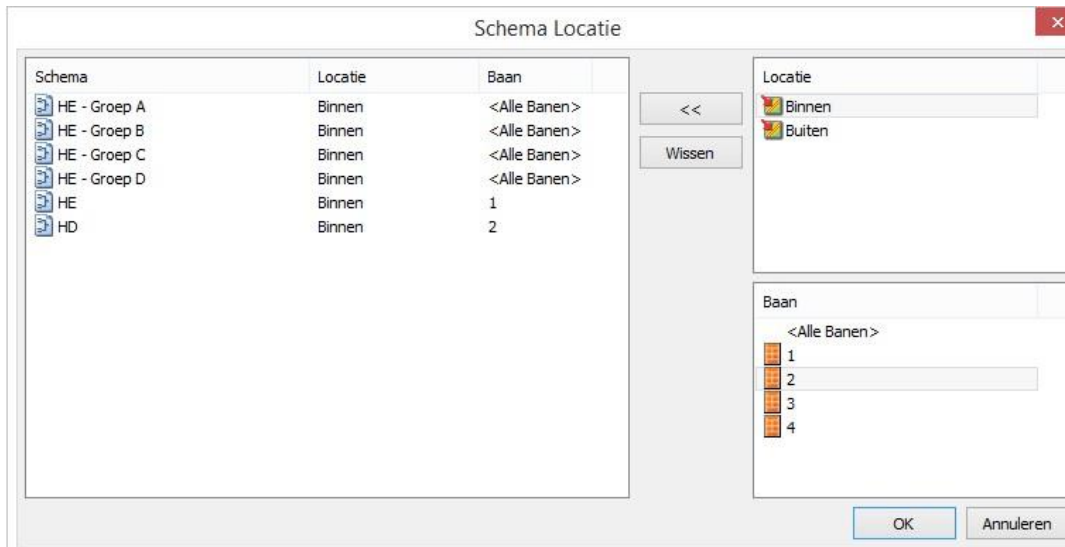 Schema Locatie
Schema Locatie Baan
HE - Groep A Binnen <Alle Banen>
HE - Groep B Binnen <Alle Banen>
HE - Groep C Binnen <Alle Banen>
HE - Groep D Binnen <Alle Banen>
HE Binnen 1
HD Binnen 2
<<
Wissen
Locatie
Binnen
Buiten
Baan
<Alle Banen>
1
2
3
4
OK Annuleren